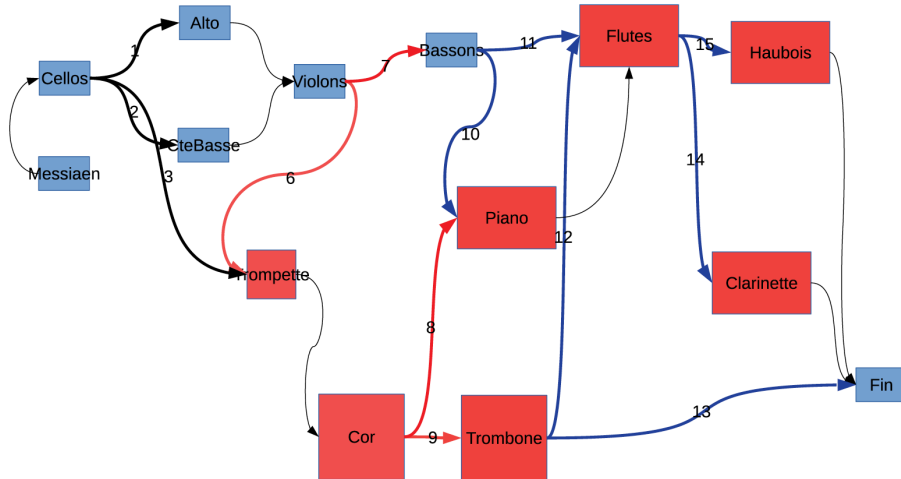 Alto
11
Flutes
15
Haubois
1
Bassons
7
Cellos
Violons
2
CteBasse
10
14
Messiaen
3
6
Piano
12
Trompette
Clarinette
8
Fin
13
Cor
9
Trombone